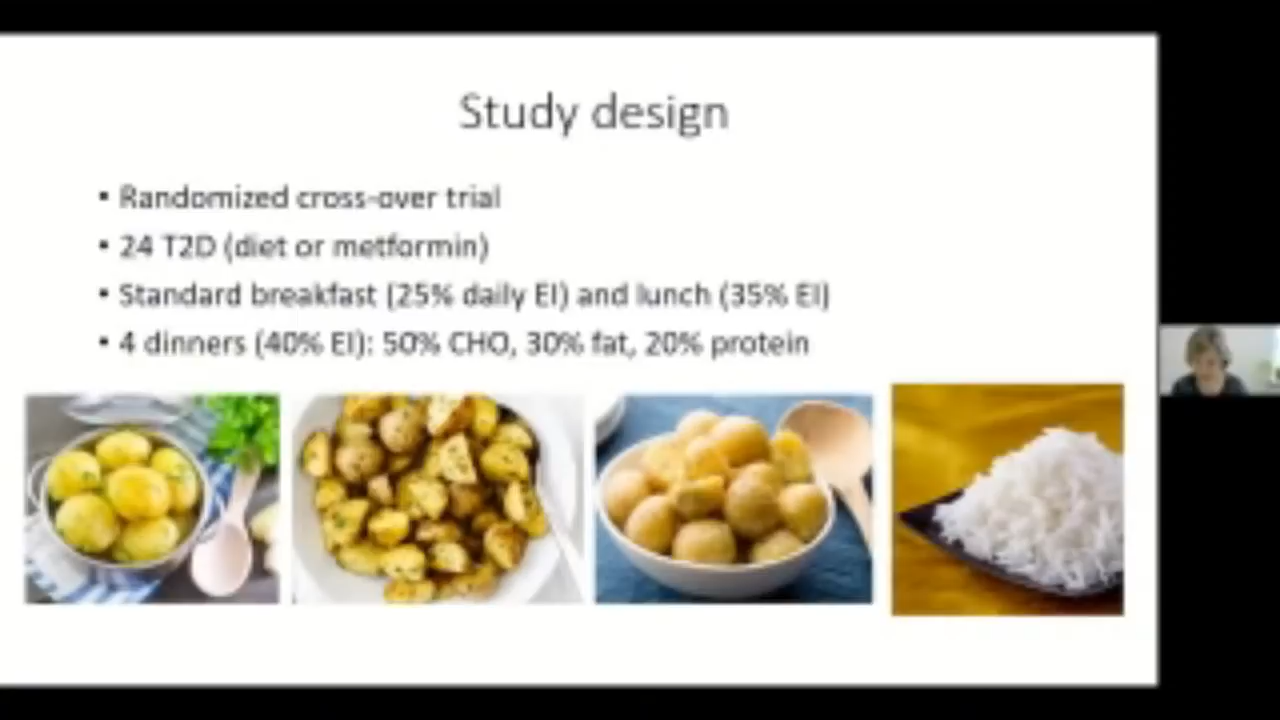 Study design
• Randomized cross-over trial
• 24 T2D (diet or metformin)
• Standard breakfast (25% daily EI) and lunch (35% EI)
• 4 dinners (40% EI): 50% CHO, 30% fat, 20% protein